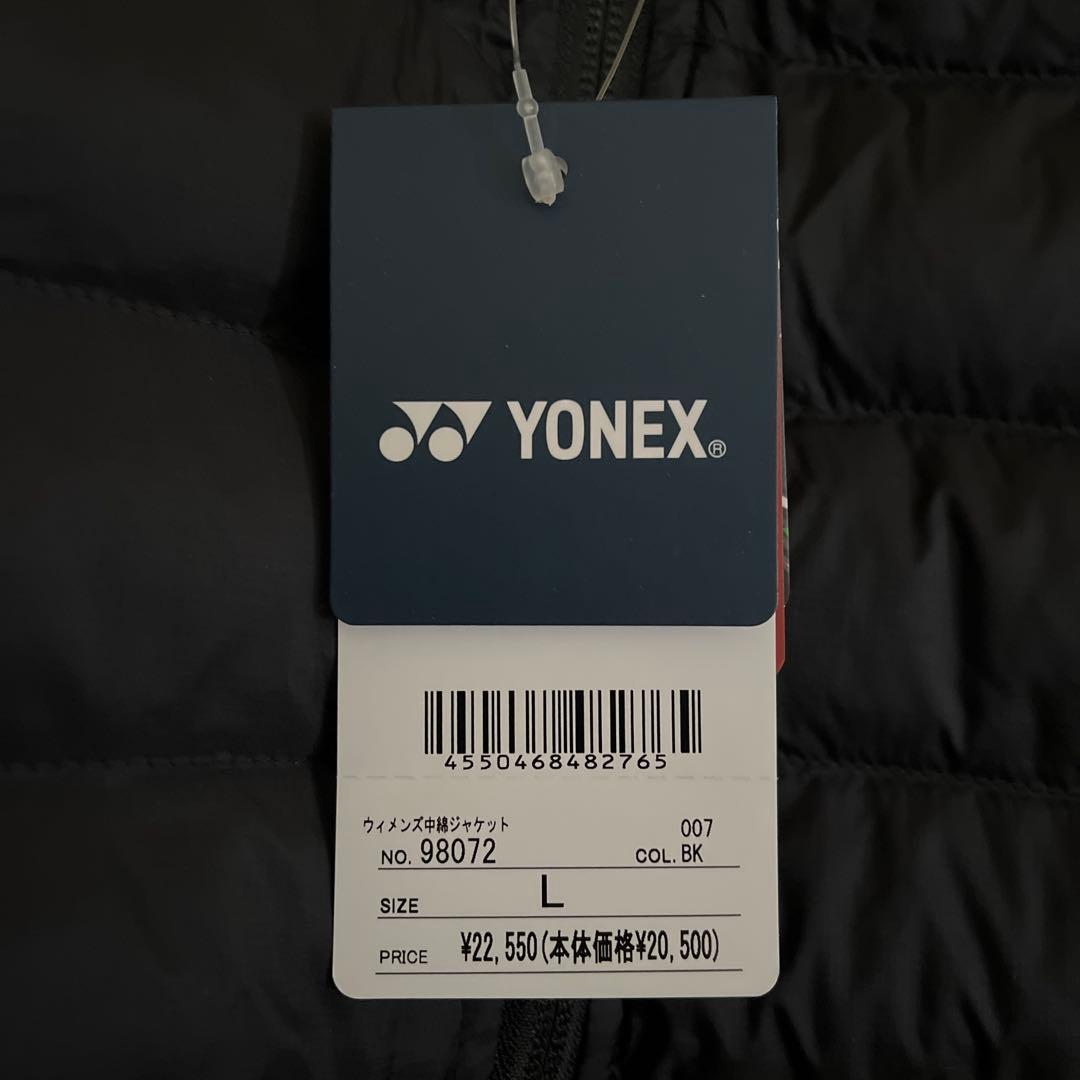 YONEX®
4550468482765
ウィメンズ中綿ジャケット 007
NO. 98072 COL. BK
SIZE L
PRICE ¥22,550(本体価格¥20,500)